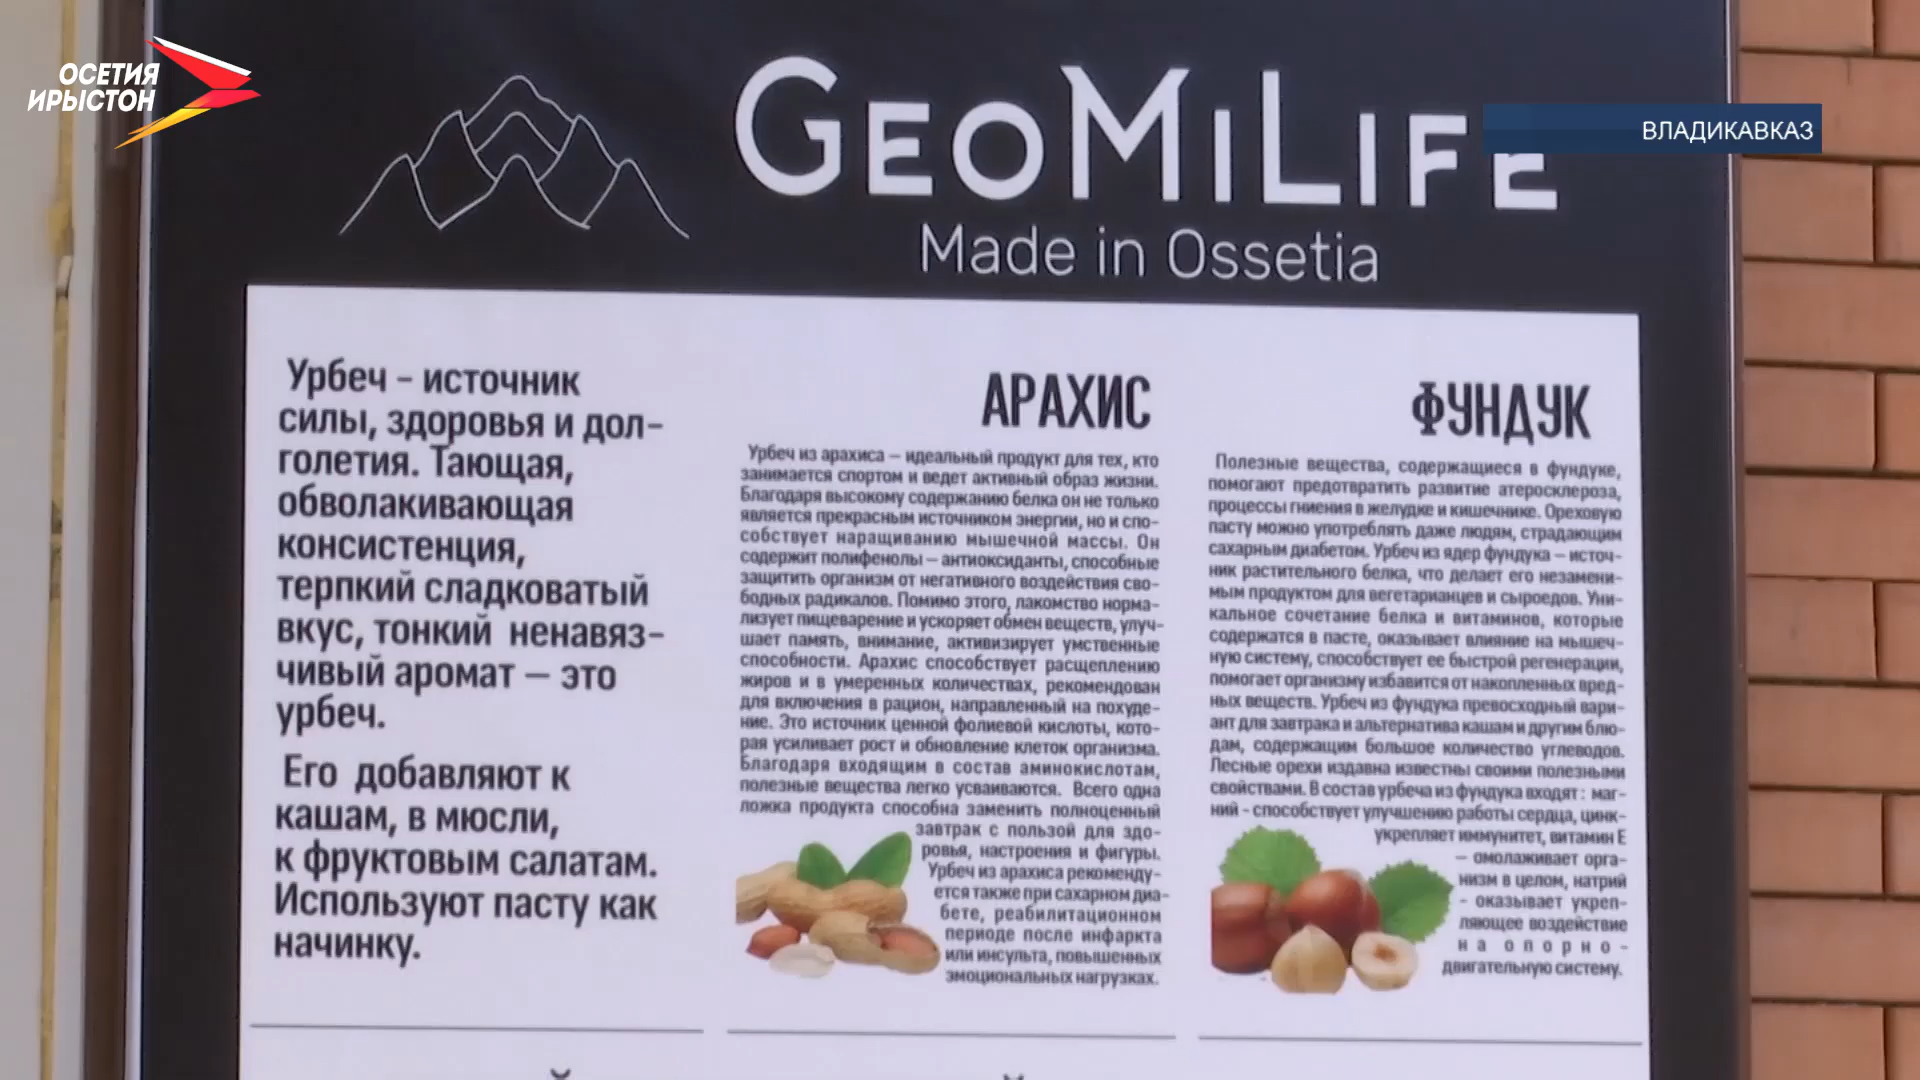 ОСЕТИЯ
ИРЫСТОН
GEOMILIFE
Made in Ossetia
ВЛАДИКАВКАЗ
Урбеч - источник
силы, здоровья и дол-
голетия. Тающая,
обволакивающая
консистенция,
терпкий сладковатый
вкус, тонкий ненавяз-
чивый аромат — это
урбеч.
Его добавляют к
кашам, в мюсли,
к фруктовым салатам.
Используют пасту как
начинку.
АРАХИС
Урбеч из арахиса — идеальный продукт для тех, кто
занимается спортом и ведет активный образ жизни.
Благодаря высокому содержанию белка он не только
является прекрасным источником энергии, но и спо-
собствует наращиванию мышечной массы. Он
содержит полифенолы — антиоксиданты, способные
защитить организм от негативного воздействия сво-
бодных радикалов. Помимо этого, лакомство норма-
лизует пищеварение и ускоряет обмен веществ, улуч-
шает память, внимание, активизирует умственные
способности. Арахис способствует расщеплению
жиров и в умеренных количествах, рекомендован
для включения в рацион, направленный на похуде-
ние. Это источник ценной фолиевой кислоты, кото-
рая усиливает рост и обновление клеток организма.
Благодаря входящим в состав аминокислотам,
полезные вещества легко усваиваются. Всего одна
ложка продукта способна заменить полноценный
завтрак с пользой для здо-
ровья, настроения и фигуры.
Урбеч из арахиса рекоменду-
ется также при сахарном диа-
бете, реабилитационном
периоде после инфаркта
или инсульта, повышенных
эмоциональных нагрузках.
ФУНДУК
Полезные вещества, содержащиеся в фундуке,
помогают предотвратить развитие атеросклероза,
процессы гниения в желудке и кишечнике. Ореховую
пасту можно употреблять даже людям, страдающим
сахарным диабетом. Урбеч из ядер фундука — источ-
ник растительного белка, что делает его незамени-
мым продуктом для вегетарианцев и сыроедов. Уни-
кальное сочетание белка и витаминов, которые
содержатся в пасте, оказывает влияние на мышеч-
ную систему, способствует ее быстрой регенерации,
помогает организму избавится от накопленных вред-
ных веществ. Урбеч из фундука превосходный вари-
ант для завтрака и альтернатива кашам и другим блю-
дам, содержащим большое количество углеводов.
Лесные орехи издавна известны своими полезными
свойствами. В состав урбеча из фундука входят: маг-
ний - способствует улучшению работы сердца, цинк-
укрепляет иммунитет, витамин Е
— омолаживает орга-
низм в целом, натрий
- оказывает укреп-
ляющее воздействие
на опорно-
двигательную систему.